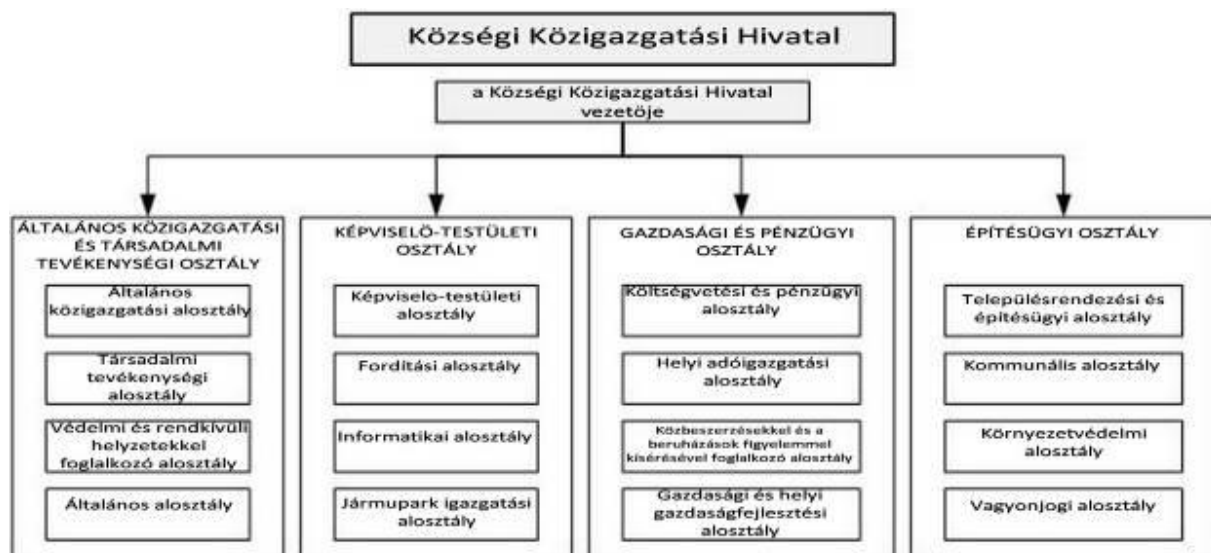 Községi Közigazgatási Hivatal
a Községi Közigazgatási Hivatal
vezetője
ÁLTALÁNOS KÖZIGAZGATÁSI
ÉS TÁRSADALMI
TEVÉKENYSÉGI OSZTÁLY
Általános
közigazgatási alosztály
Társadalmi
tevékenységi
alosztály
Védelmi és rendkívüli
helyzetekkel
foglalkozó alosztály
Általános alosztály
KÉPVISELÖ-TESTÜLETI
OSZTÁLY
Képviselo-testületi
alosztály
Fordítási alosztály
Informatikai alosztály
Jármupark igazgatási
alosztály
GAZDASÁGI ÉS PÉNZÜGYI
OSZTÁLY
Költségvetési és pénzügyi
alosztály
Helyi adóigazgatási
alosztály
Közbeszerzésekkel és a
beruházások figyelemmel
kísérésével foglalkozó alosztály
Gazdasági és helyi
gazdaságfejlesztési
alosztály
ÉPÍTÉSÜGYI OSZTÁLY
Településrendezési és
építésügyi alosztály
Kommunális alosztály
Környezetvédelmi
alosztály
Vagyonjogi alosztály